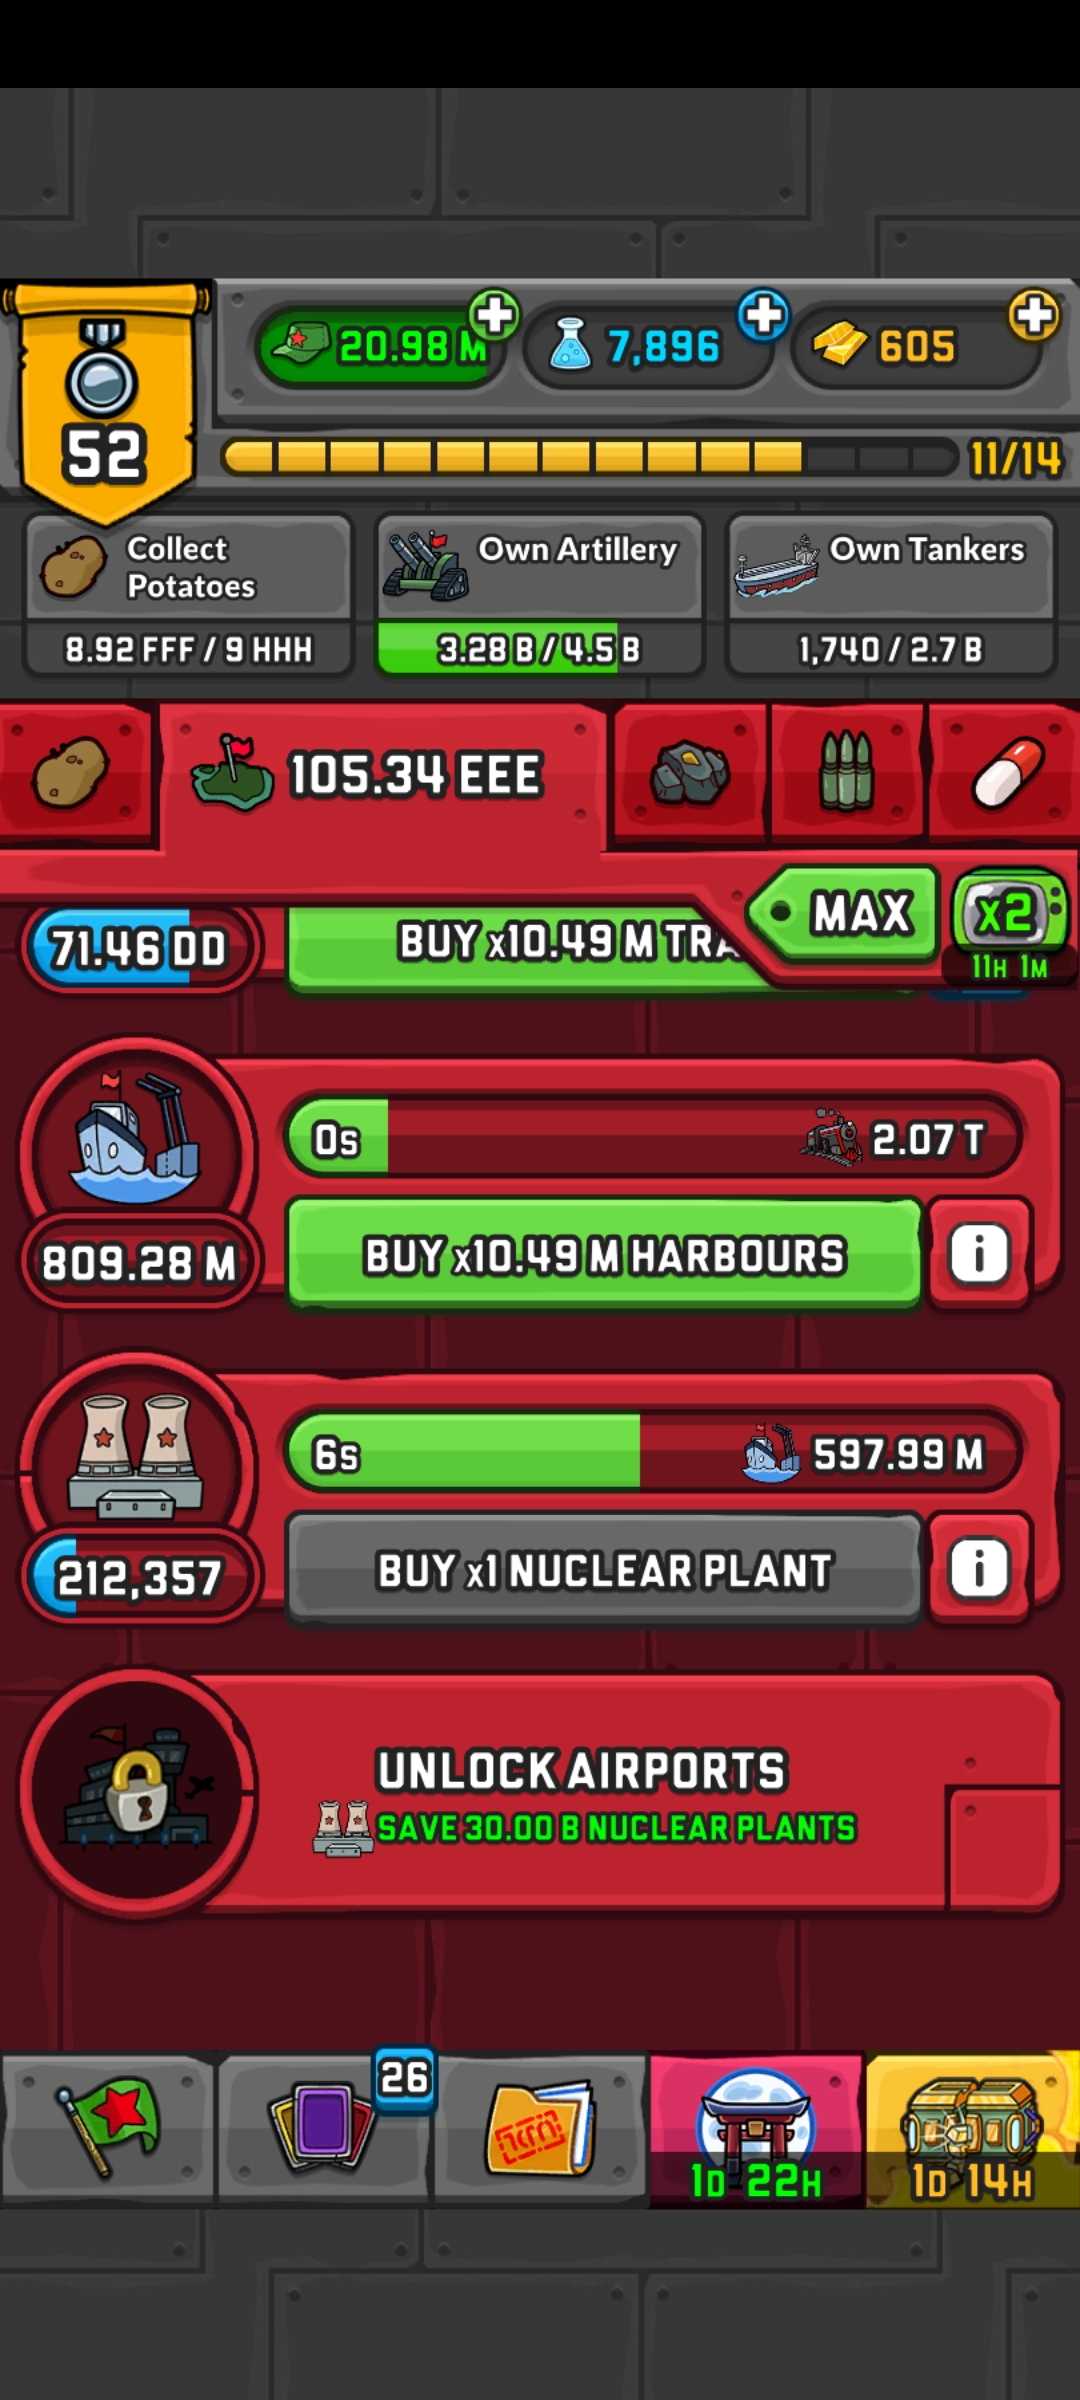 20.98 M
7,896
605
52
11/14
Collect
Potatoes
Own Artillery
Own Tankers
8.92 FFF / 9 HHH
3.28 B / 4.5 B
1,740 / 2.7 B
105.34 EEE
MAX
x2
11H 1M
71.46 DD
BUY x10.49 M TRA
0s
2.07 T
809.28 M
BUY x10.49 M HARBOURS
i
6s
597.99 M
212,357
BUY x1 NUCLEAR PLANT
i
UNLOCK AIRPORTS
SAVE 30.00 B NUCLEAR PLANTS
26
1D 22H
1D 14H